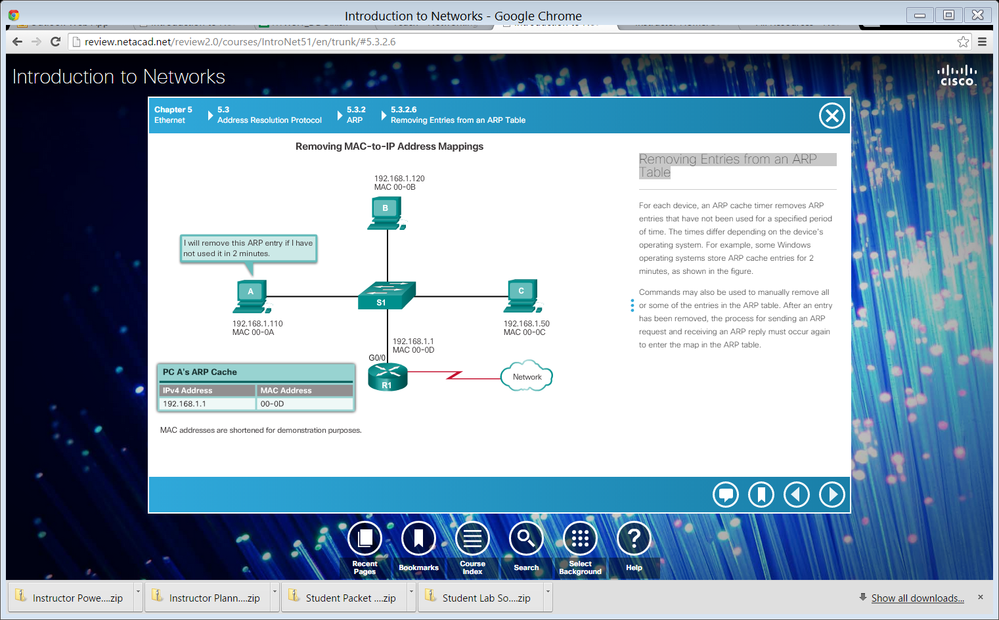 Introduction to Networks - Google Chrome
review.netacad.net/review2.0/courses/IntroNet51/en/trunk/#5.3.2.6
Introduction to Networks
CISCO
Chapter 5
Ethernet
5.3
Address Resolution Protocol
5.3.2
ARP
5.3.2.6
Removing Entries from an ARP Table
Removing MAC-to-IP Address Mappings
192.168.1.120
MAC 00-0B
B
I will remove this ARP entry if I have
not used it in 2 minutes.
A
S1
C
192.168.1.110
MAC 00-0A
192.168.1.50
MAC 00-0C
192.168.1.1
MAC 00-0D
G0/0
R1
Network
PC A's ARP Cache
IPv4 Address MAC Address
192.168.1.1 00-0D
MAC addresses are shortened for demonstration purposes.
Removing Entries from an ARP
Table
For each device, an ARP cache timer removes ARP
entries that have not been used for a specified period
of time. The times differ depending on the device's
operating system. For example, some Windows
operating systems store ARP cache entries for 2
minutes, as shown in the figure.
Commands may also be used to manually remove all
or some of the entries in the ARP table. After an entry
has been removed, the process for sending an ARP
request and receiving an ARP reply must occur again
to enter the map in the ARP table.
Recent
Pages
Bookmarks
Course
Index
Search
Select
Background
?
Help
Instructor Powe....zip
Instructor Plann....zip
Student Packet ....zip
Student Lab So....zip
Show all downloads...